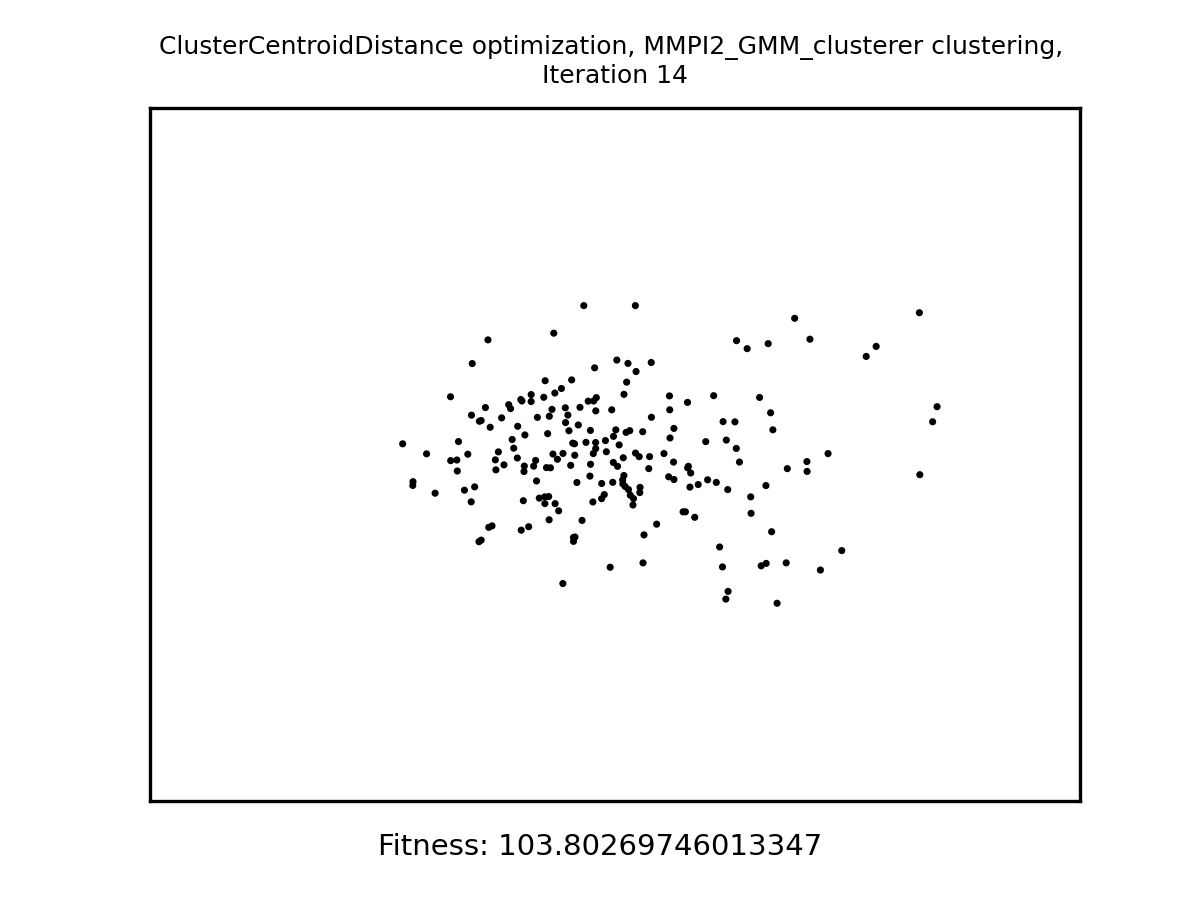 ClusterCentroidDistance optimization, MMPI2_GMM_clusterer clustering,
Iteration 14
Fitness: 103.80269746013347